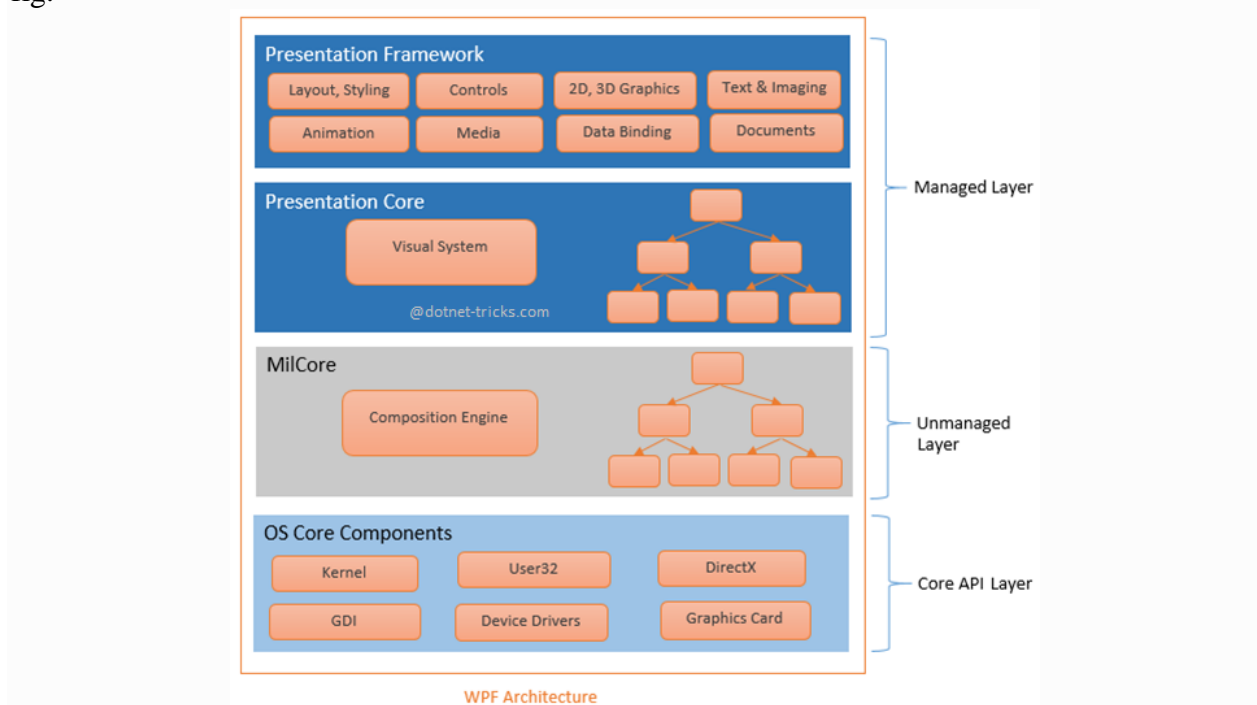 Presentation Framework
Layout, Styling
Controls
2D, 3D Graphics
Text & Imaging
Animation
Media
Data Binding
Documents
Managed Layer
Presentation Core
Visual System
@dotnet-tricks.com
MilCore
Composition Engine
Unmanaged
Layer
OS Core Components
Kernel
User32
DirectX
Core API Layer
GDI
Device Drivers
Graphics Card
WPF Architecture